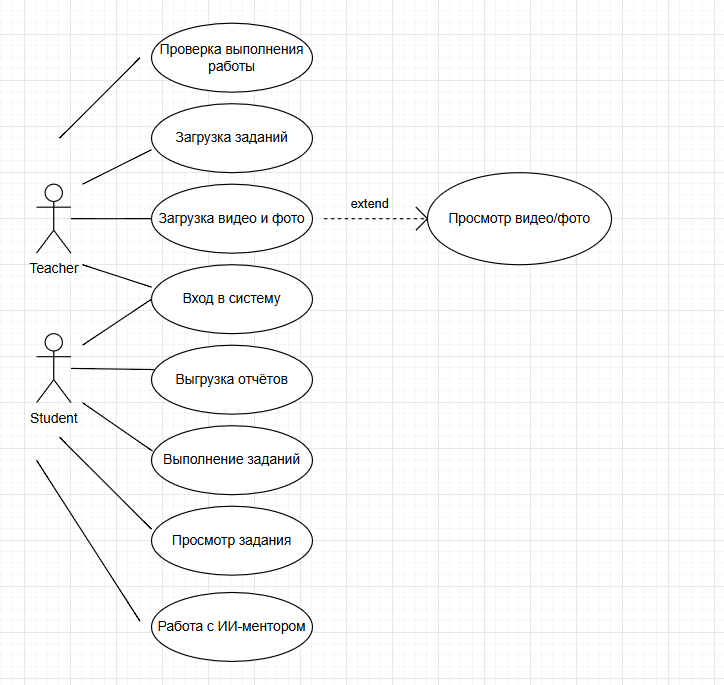 Проверка выполнения
работы
Загрузка заданий
Загрузка видео и фото
extend
Просмотр видео/фото
Teacher
Вход в систему
Выгрузка отчётов
Student
Выполнение заданий
Просмотр задания
Работа с ИИ-ментором